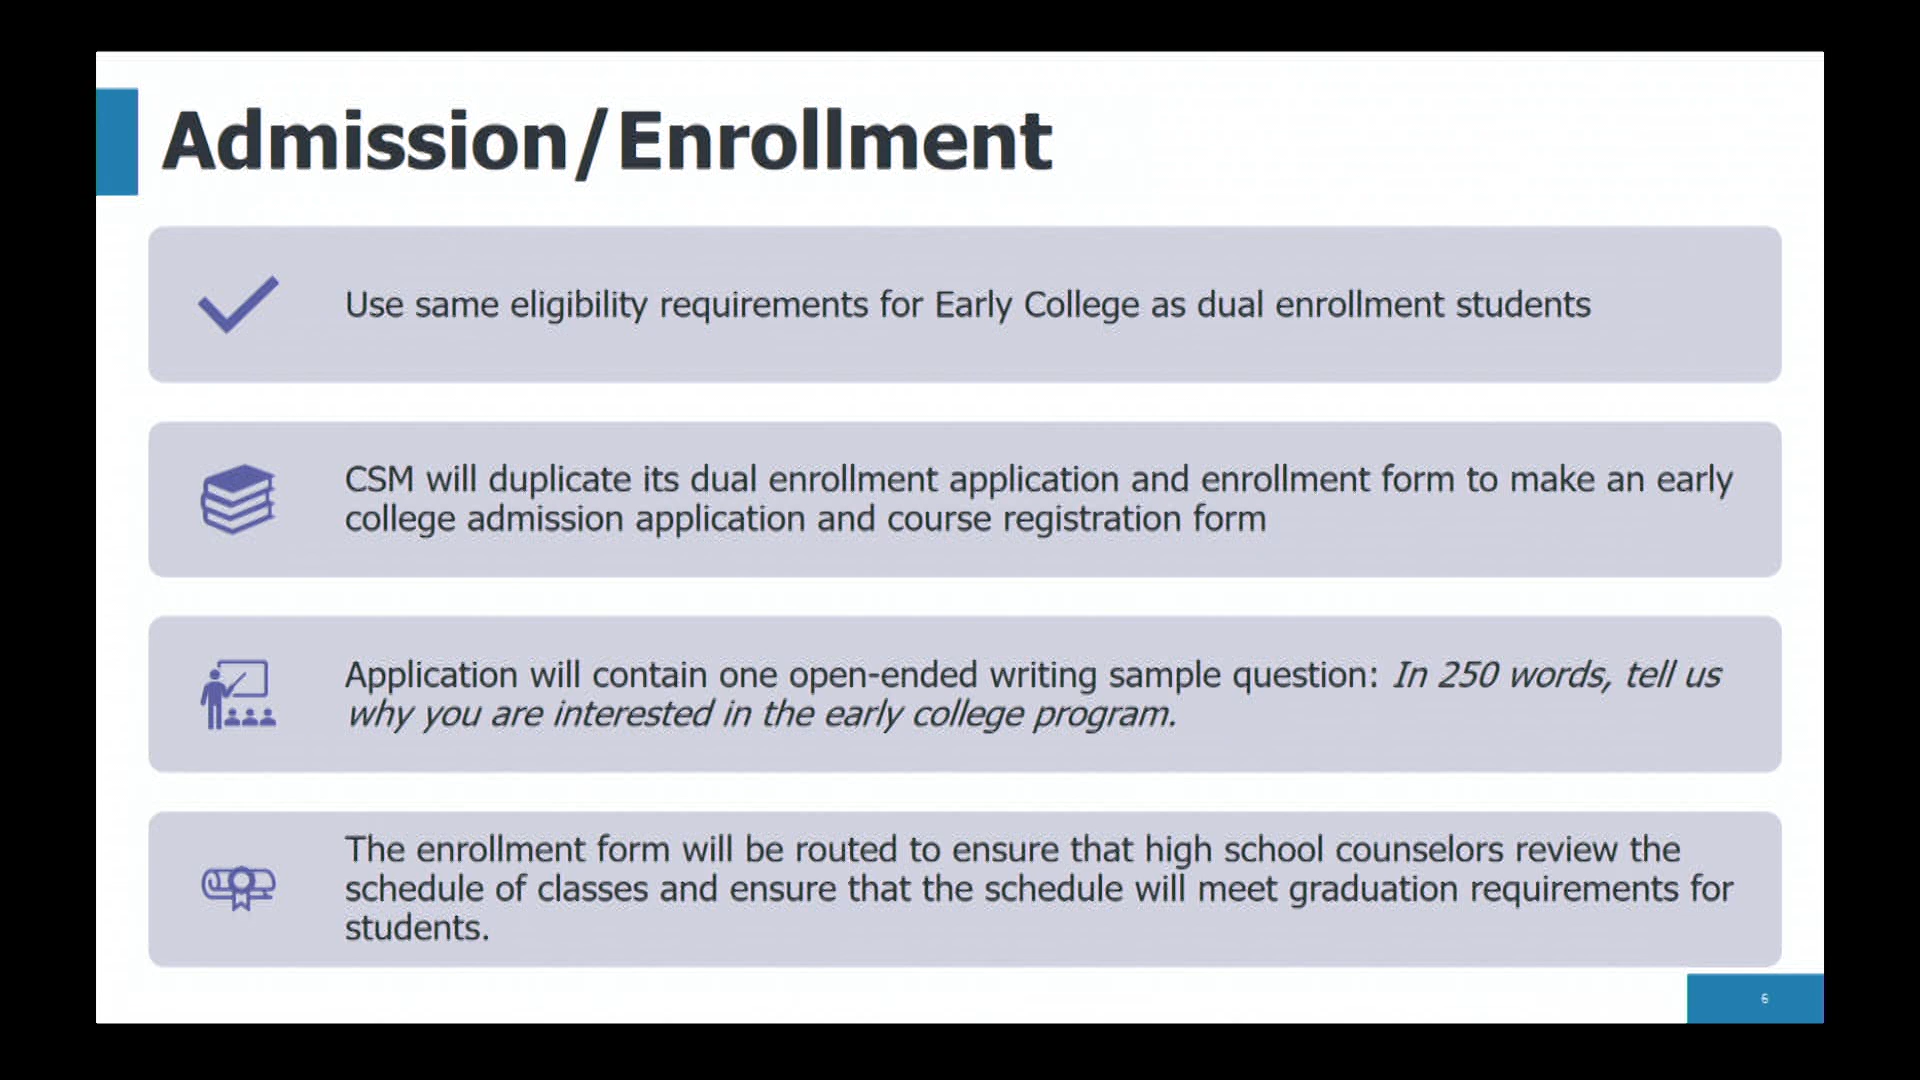 Admission/Enrollment
Use same eligibility requirements for Early College as dual enrollment students
CSM will duplicate its dual enrollment application and enrollment form to make an early
college admission application and course registration form
Application will contain one open-ended writing sample question: In 250 words, tell us
why you are interested in the early college program.
The enrollment form will be routed to ensure that high school counselors review the
schedule of classes and ensure that the schedule will meet graduation requirements for
students.
6